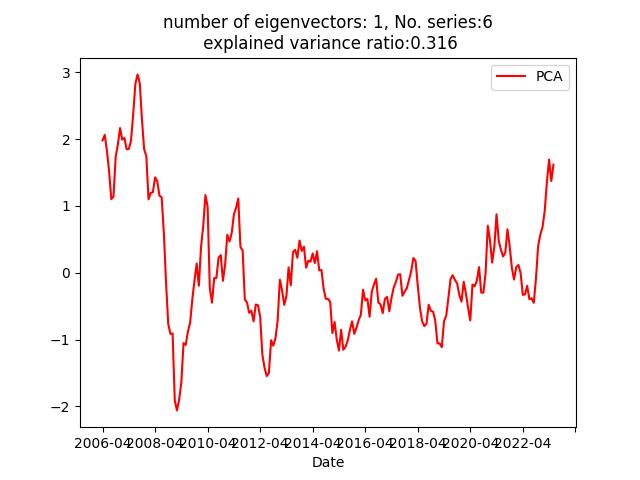 number of eigenvectors: 1, No. series:6
explained variance ratio:0.316
PCA
3
2
1
0
−1
−2
2006-04 2008-04 2010-04 2012-04 2014-04 2016-04 2018-04 2020-04 2022-04
Date